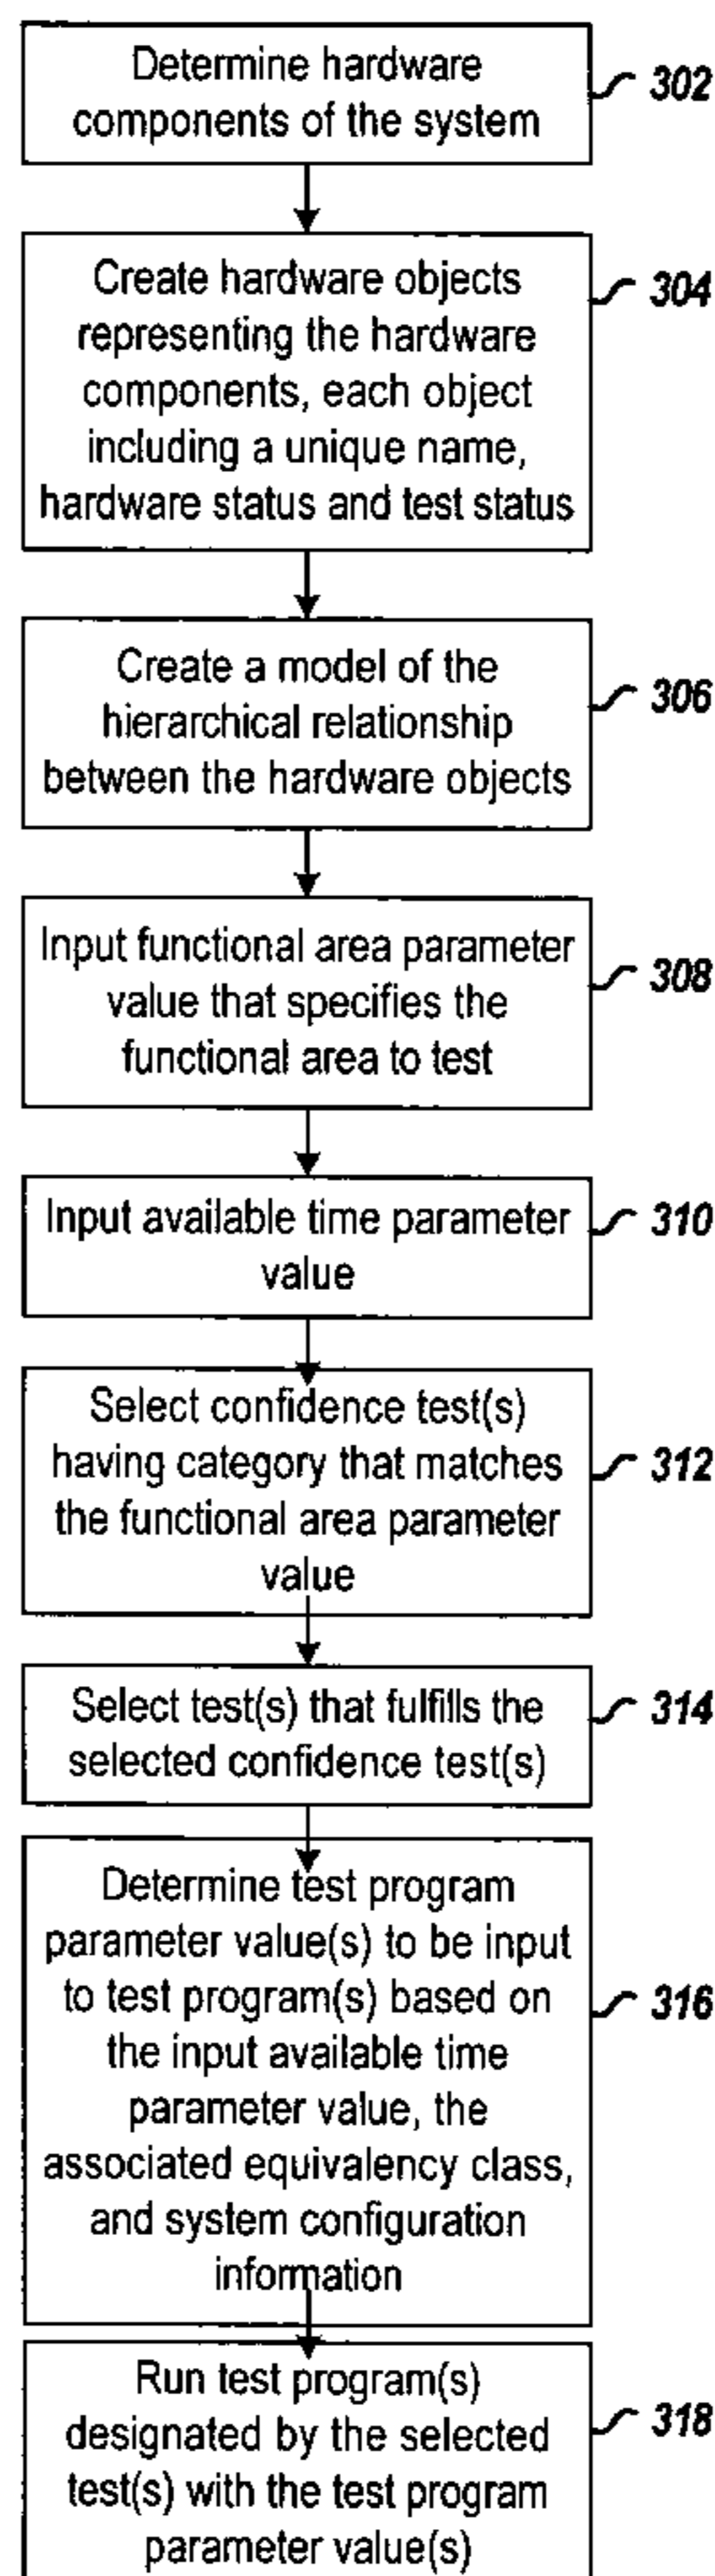 Determine hardware
components of the system
302
Create hardware objects
representing the hardware
components, each object
including a unique name,
hardware status and test status
304
Create a model of the
hierarchical relationship
between the hardware objects
306
Input functional area parameter
value that specifies the
functional area to test
308
Input available time parameter
value
310
Select confidence test(s)
having category that matches
the functional area parameter
value
312
Select test(s) that fulfills the
selected confidence test(s)
314
Determine test program
parameter value(s) to be input
to test program(s) based on
the input available time
parameter value, the
associated equivalency class,
and system configuration
information
316
Run test program(s)
designated by the selected
test(s) with the test program
parameter value(s)
318